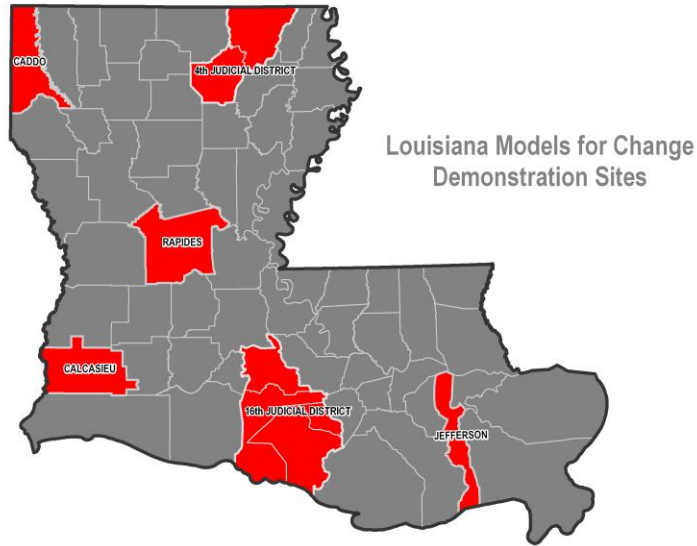 CADDO
4th JUDICIAL DISTRICT
Louisiana Models for Change
Demonstration Sites
RAPIDES
CALCASIEU
16th JUDICIAL DISTRICT
JEFFERSON